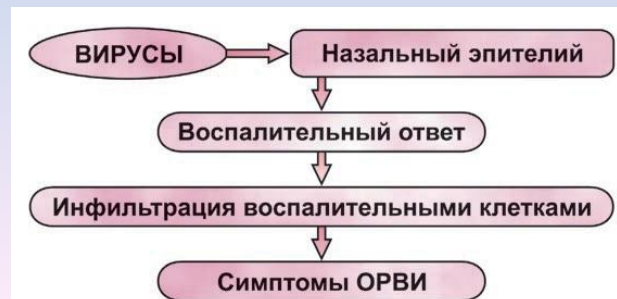 ВИРУСЫ
Назальный эпителий
Воспалительный ответ
Инфильтрация воспалительными клетками
Симптомы ОРВИ